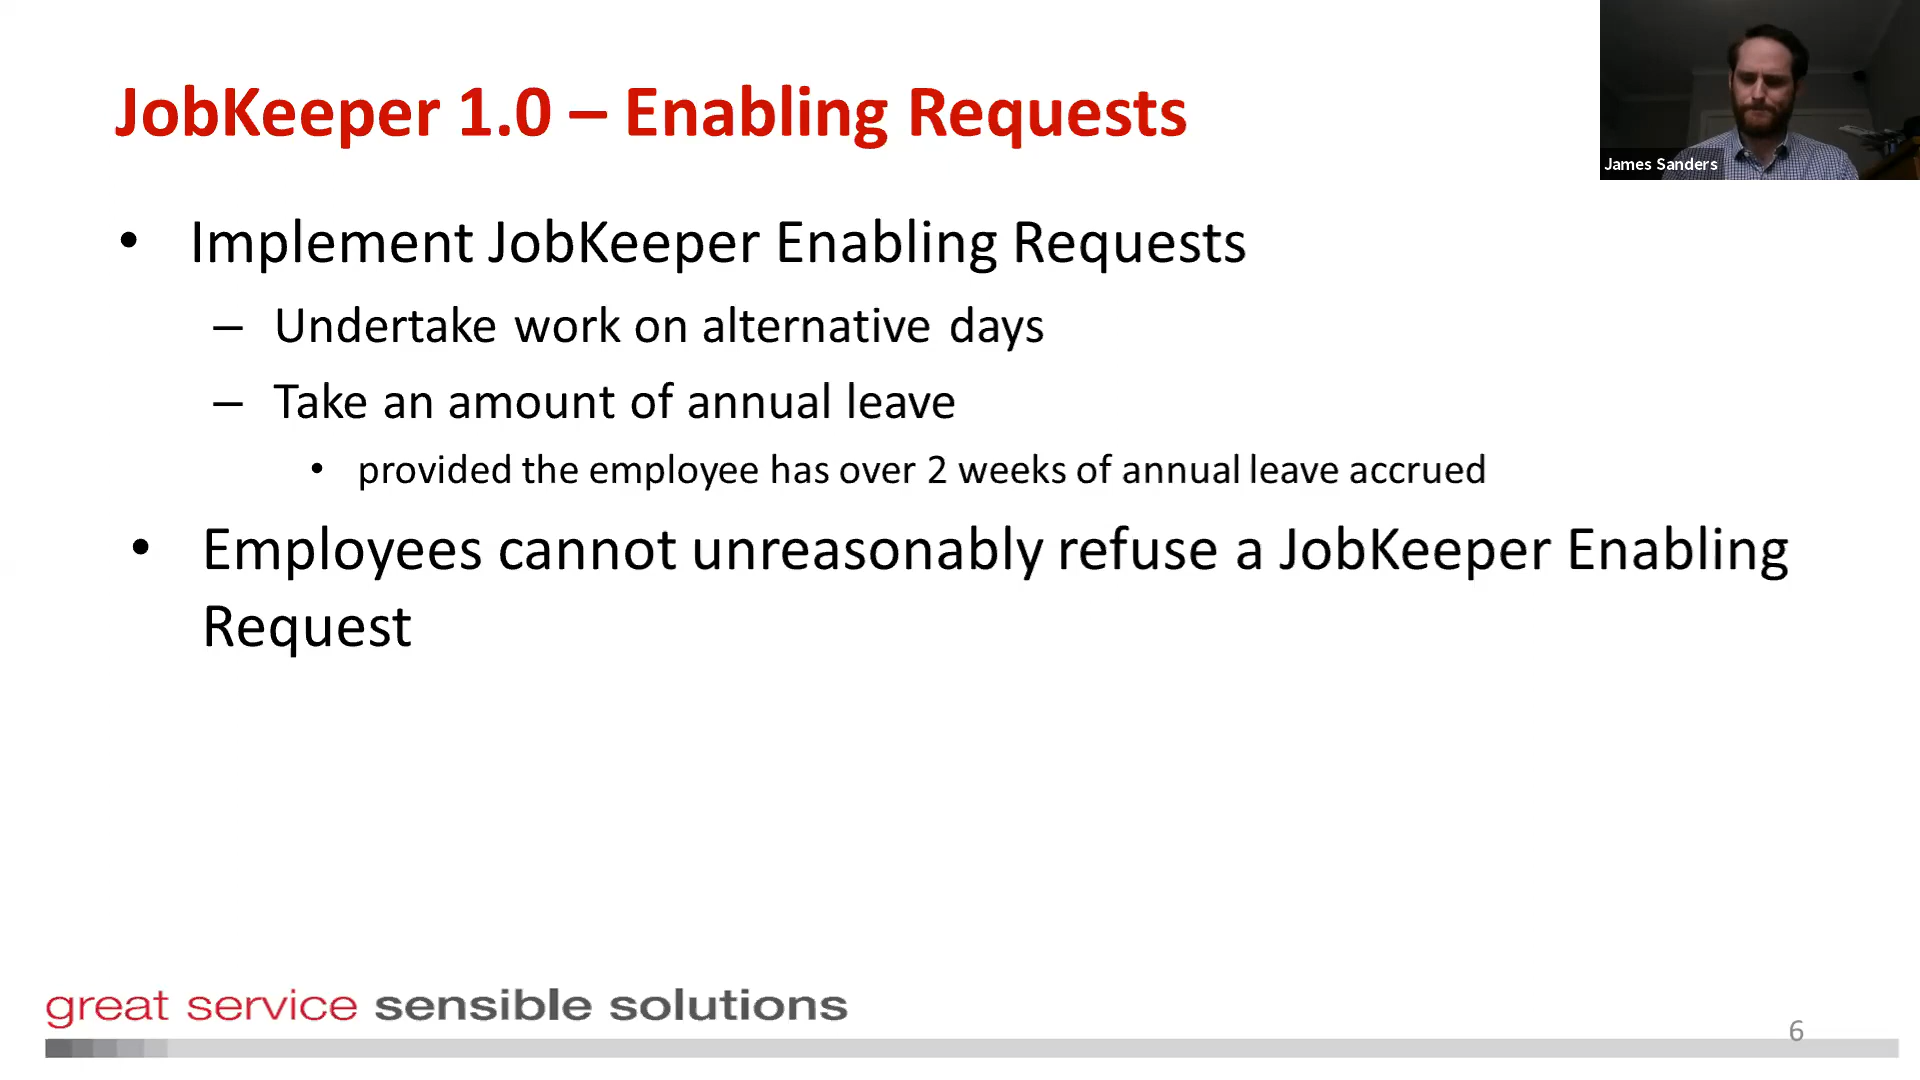 JobKeeper 1.0 – Enabling Requests
James Sanders
• Implement JobKeeper Enabling Requests
– Undertake work on alternative days
– Take an amount of annual leave
• provided the employee has over 2 weeks of annual leave accrued
• Employees cannot unreasonably refuse a JobKeeper Enabling
Request
great service sensible solutions
6